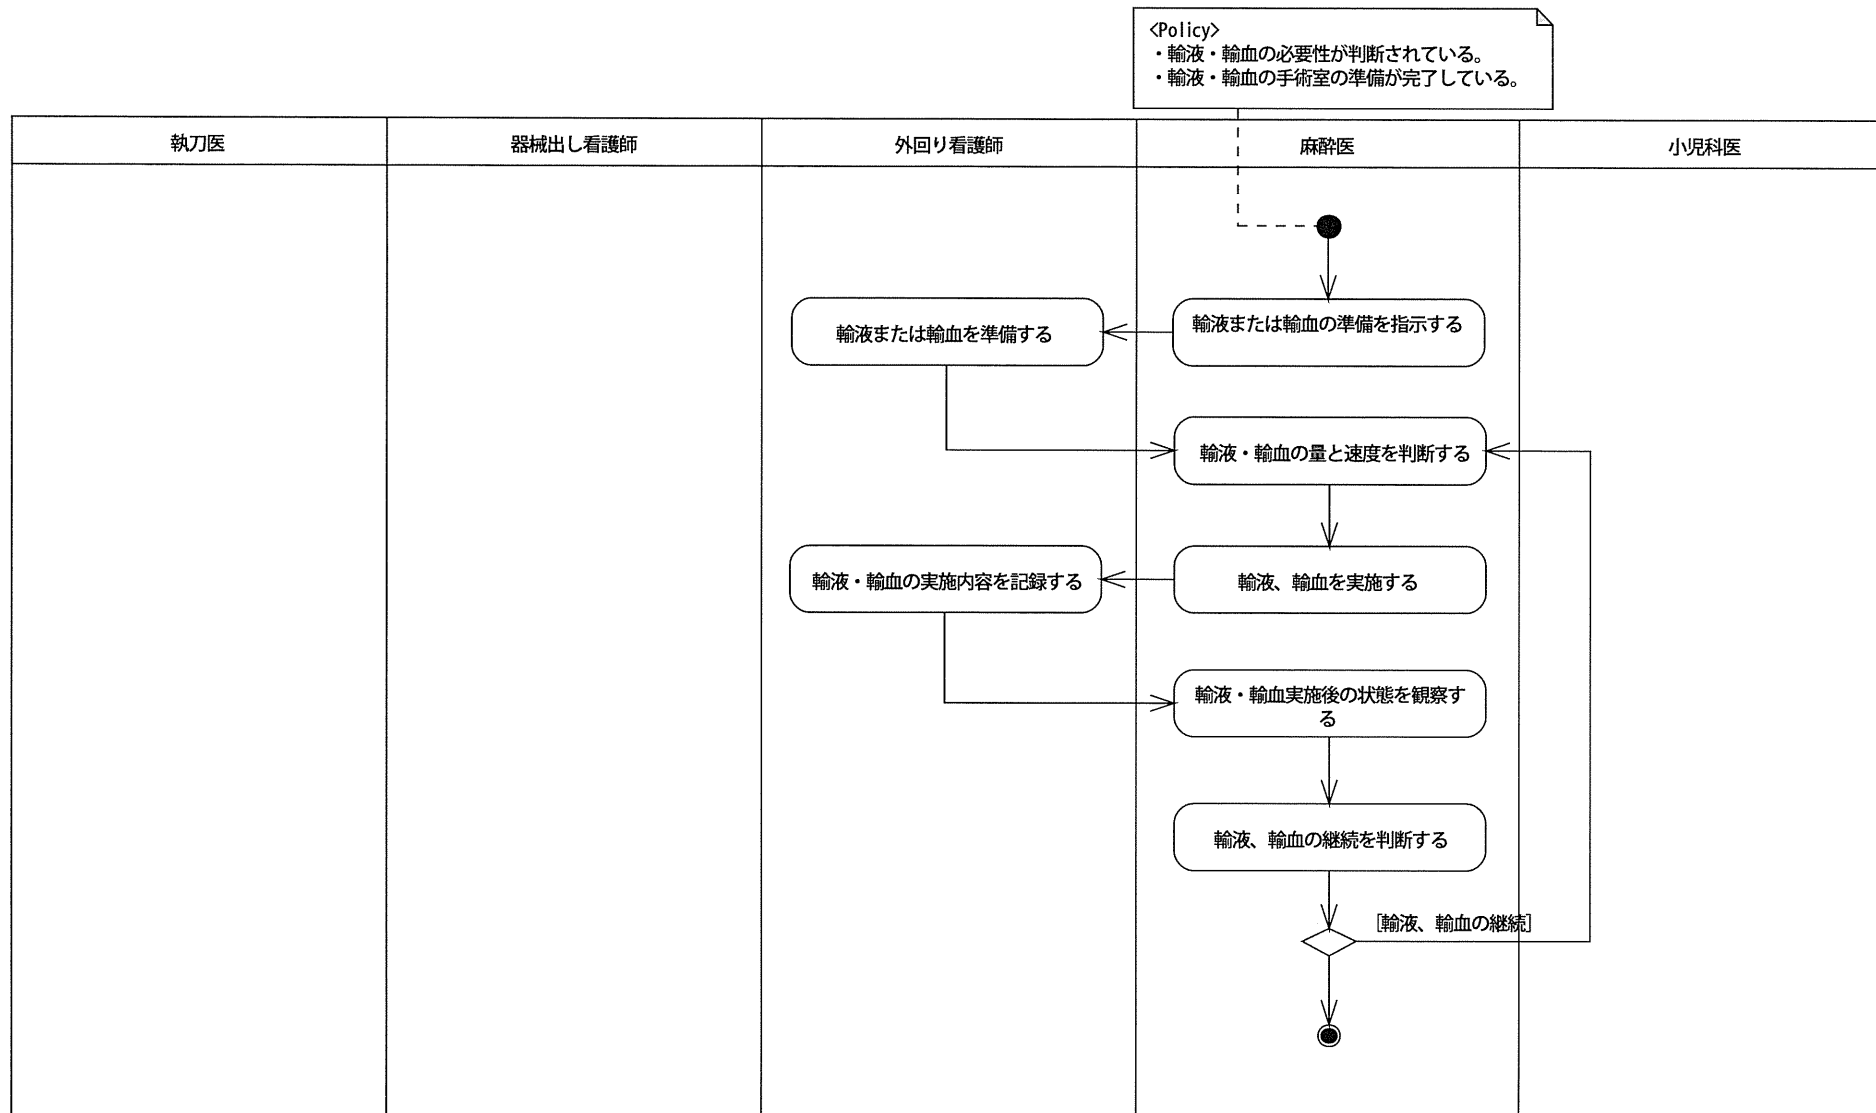 <Policy>
・輸液・輸血の必要性が判断されている。
・輸液・輸血の手術室の準備が完了している。
執刀医
器械出し看護師
外回り看護師
麻酔医
小児科医
輸液または輸血の準備を指示する
輸液または輸血を準備する
輸液・輸血の量と速度を判断する
輸液、輸血を実施する
輸液・輸血の実施内容を記録する
輸液・輸血実施後の状態を観察す
る
輸液、輸血の継続を判断する
[輸液、輸血の継続]